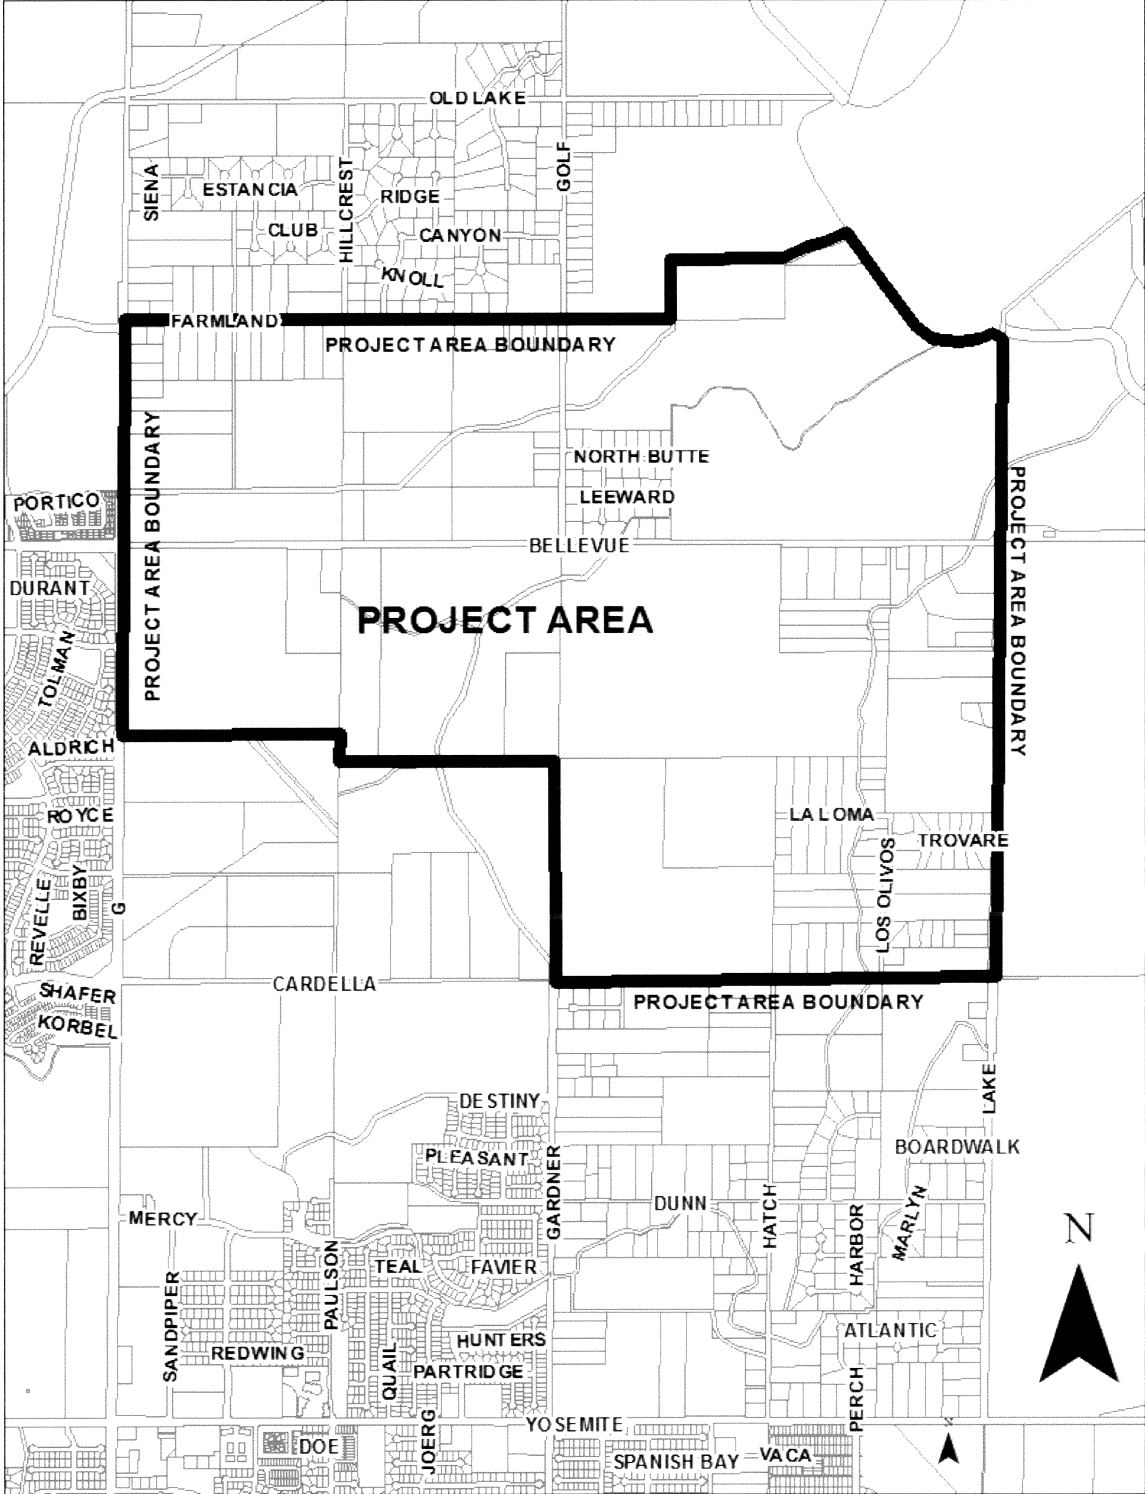 OLD LAKE
GOLF
SIENA
ESTANCIA
HILLCREST
RIDGE
CLUB
CANYON
KNOLL
FARMLAND
PROJECT AREA BOUNDARY
PROJECT AREA BOUNDARY
NORTH BUTTE
PROJECT AREA BOUNDARY
LEEWARD
PORTICO
BELLEVUE
DURANT
PROJECT AREA
TOLMAN
ALDRICH
ROYCE
LA LOMA
TROVARE
LOS OLIVOS
BIXBY
REVELLE
G
CARDELLA
SHAFER
PROJECT AREA BOUNDARY
KORBEL
LAKE
DESTINY
BOARDWALK
PLEASANT
GARDNER
DUNN
HATCH
MARLYN
HARBOR
MERCY
N
TEAL
FAVIER
PAULSON
SANDPIPER
HUNTERS
ATLANTIC
REDWING
QUAIL
PARTRIDGE
PERCH
YOSEMITE
N
JOERG
DOE
SPANISH BAY
VACA